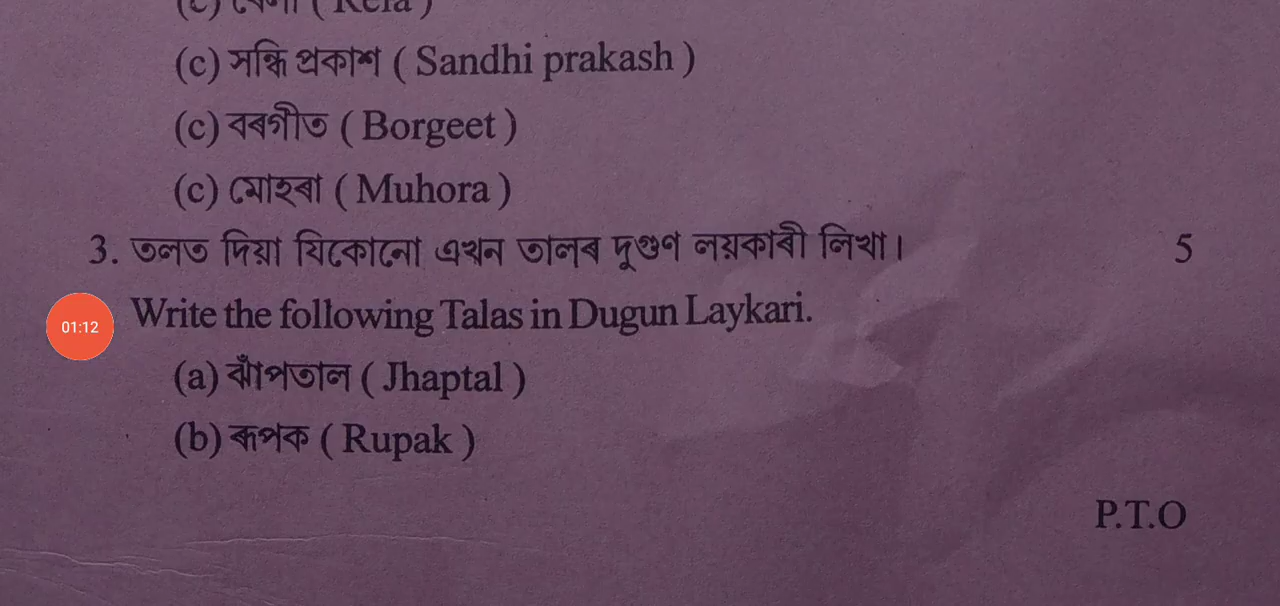 (c) সন্ধি প্ৰকাশ ( Sandhi prakash )
(c) বৰগীত ( Borgeet )
(c) মোহৰা ( Muhora )
3. তলত দিয়া যিকোনো এখন তালৰ দুগুণ লয়কাৰী লিখা। 5
01:12 Write the following Talas in Dugun Laykari.
(a) ঝাঁপতাল ( Jhaptal )
(b) ৰূপক ( Rupak )
P.T.O